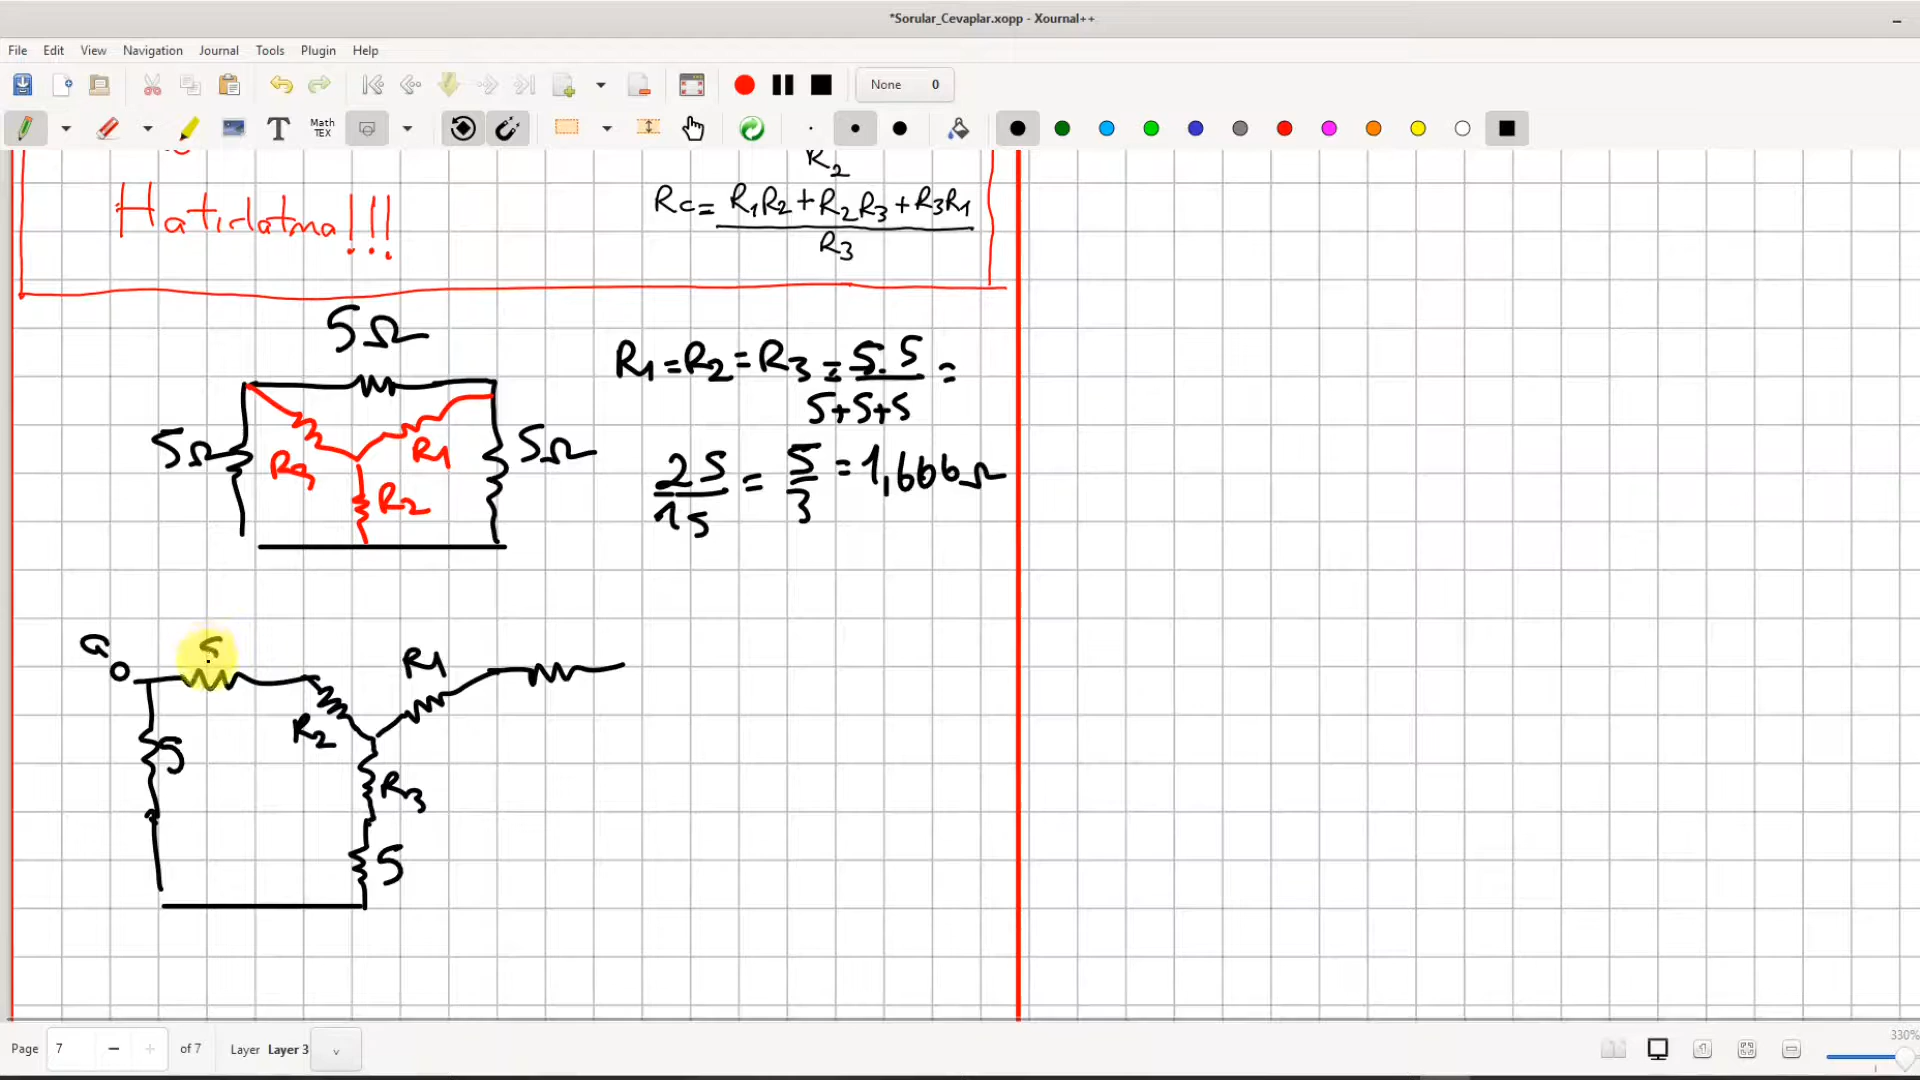 *Sorular_Cevaplar.xopp - Xournal++
File Edit View Navigation Journal Tools Plugin Help
None 0
T Math TEX
R2
Hatırlatma!!!
Rc = R1R2 + R2R3 + R3R1
R3
5Ω
R1 = R2 = R3 = 5.5 =
5+5+5
5Ω R3 R1 5Ω
R2
25 = 5 = 1,666Ω
15 3
a 5 R1
R2
5
R3
5
Page 7 of 7 Layer Layer 3
330%